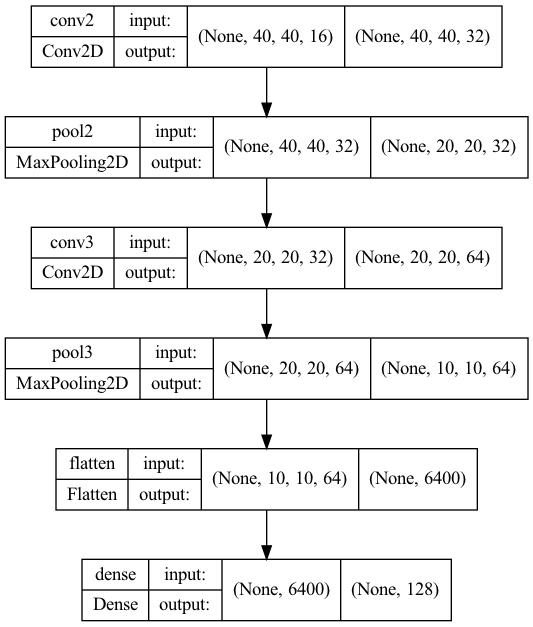 conv2 input: (None, 40, 40, 16) (None, 40, 40, 32)
Conv2D output:
pool2 input: (None, 40, 40, 32) (None, 20, 20, 32)
MaxPooling2D output:
conv3 input: (None, 20, 20, 32) (None, 20, 20, 64)
Conv2D output:
pool3 input: (None, 20, 20, 64) (None, 10, 10, 64)
MaxPooling2D output:
flatten input: (None, 10, 10, 64) (None, 6400)
Flatten output:
dense input: (None, 6400) (None, 128)
Dense output: